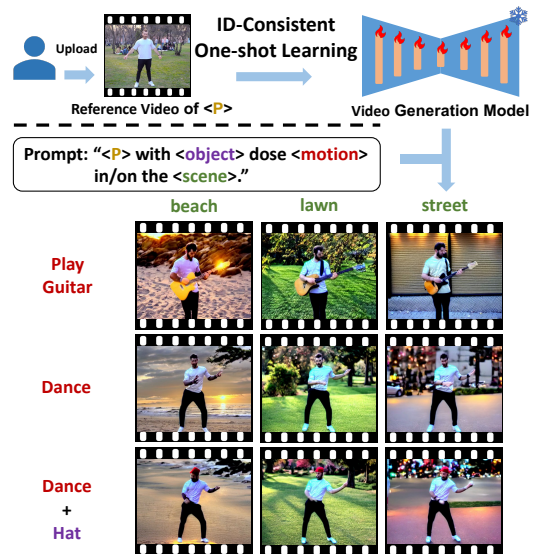 Upload
ID-Consistent
One-shot Learning
Reference Video of <P>
Video Generation Model
Prompt: “<P> with <object> dose <motion>
in/on the <scene>.”
beach lawn street
Play
Guitar
Dance
Dance
+
Hat